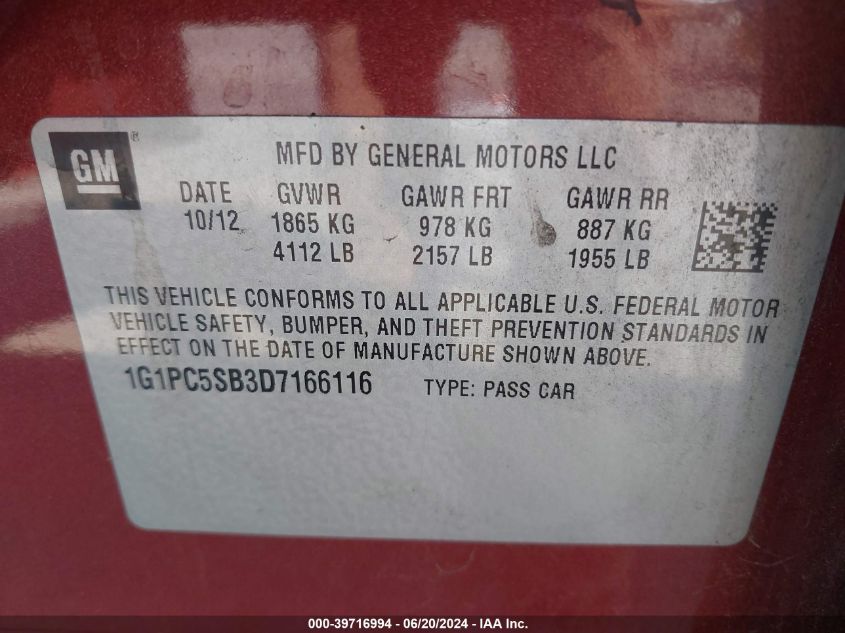 GM ®
MFD BY GENERAL MOTORS LLC
DATE GVWR GAWR FRT GAWR RR
10/12 1865 KG 978 KG 887 KG
4112 LB 2157 LB 1955 LB
THIS VEHICLE CONFORMS TO ALL APPLICABLE U.S. FEDERAL MOTOR
VEHICLE SAFETY, BUMPER, AND THEFT PREVENTION STANDARDS IN
EFFECT ON THE DATE OF MANUFACTURE SHOWN ABOVE.
1G1PC5SB3D7166116 TYPE: PASS CAR
000-39716994 - 06/20/2024 - IAA Inc.